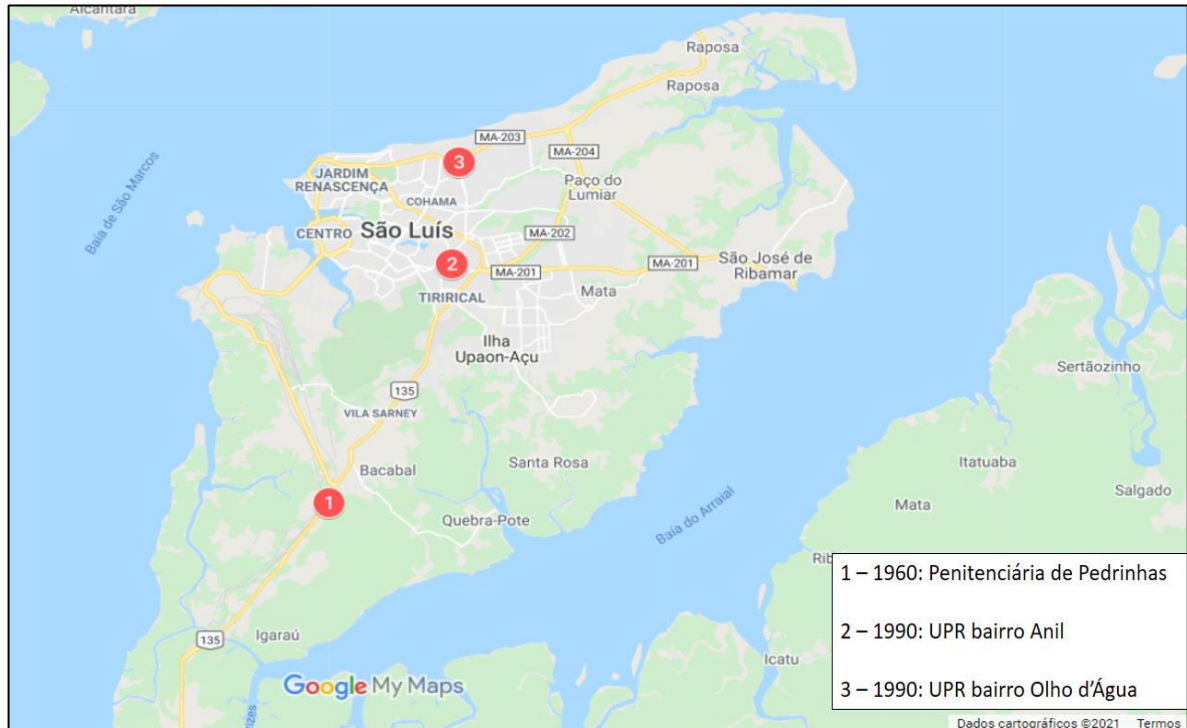 Alcântara
Raposa
Raposa
MA-203
3
MA-204
JARDIM
RENASCENÇA
Paço do
Lumiar
COHAMA
Baía de São Marcos
CENTRO
São Luís
MA-202
2
MA-201
MA-201
São José de
Ribamar
TIRIRICAL
Mata
Ilha
Upaon-Açu
Sertãozinho
135
VILA SARNEY
Bacabal
Santa Rosa
Itatuaba
1
Salgado
Quebra-Pote
Baía do Arraial
Mata
135
Igaraú
Icatu
1 – 1960: Penitenciária de Pedrinhas
2 – 1990: UPR bairro Anil
3 – 1990: UPR bairro Olho d’Água
Google My Maps
Dados cartográficos ©2021 Termos